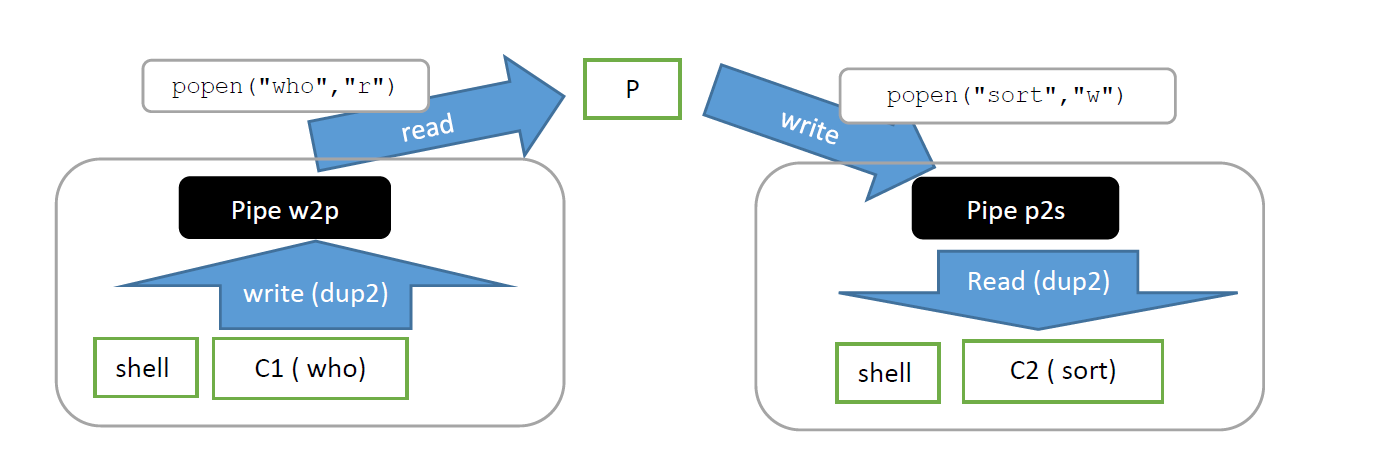 popen("who","r")
read
P
write
popen("sort","w")
Pipe w2p
write (dup2)
shell
C1 ( who)
Pipe p2s
Read (dup2)
shell
C2 ( sort)